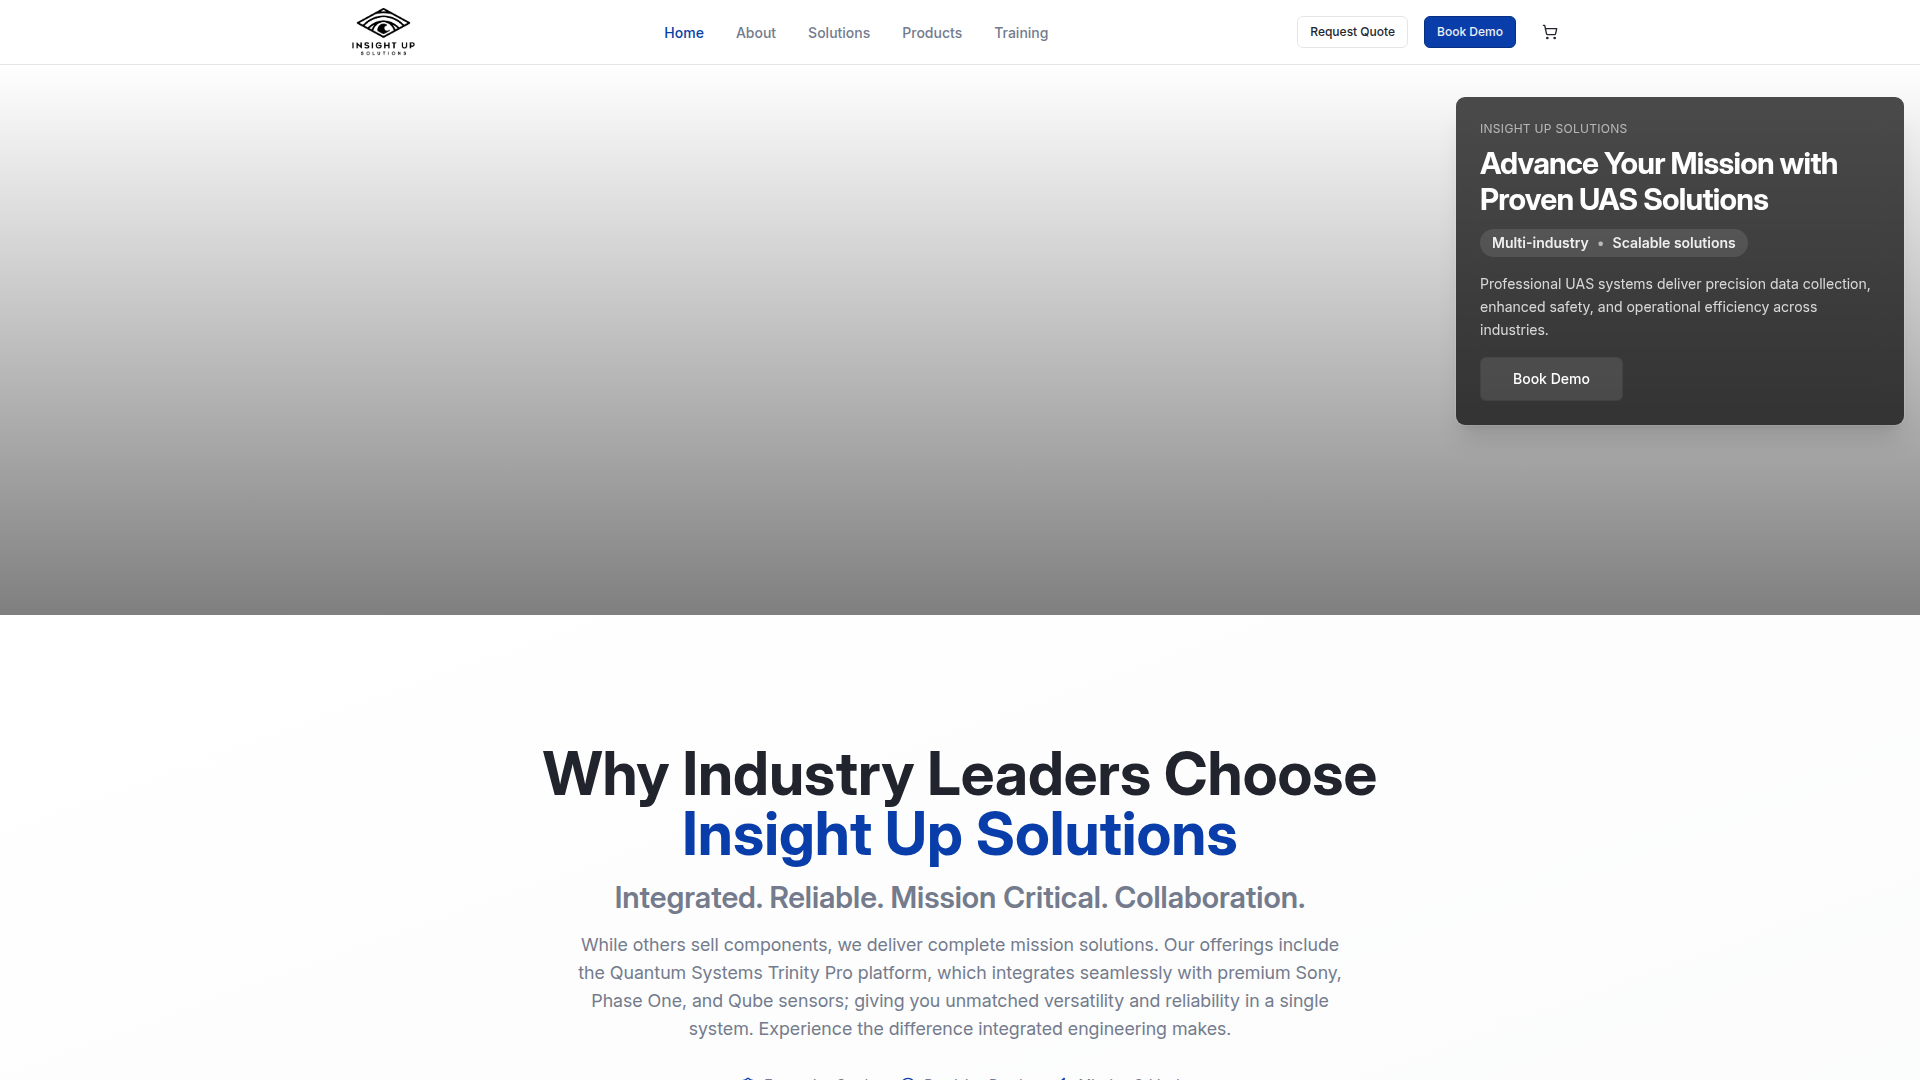 INSIGHT UP
SOLUTIONS
Home
About
Solutions
Products
Training
Request Quote
Book Demo
INSIGHT UP SOLUTIONS
Advance Your Mission with
Proven UAS Solutions
Multi-industry • Scalable solutions
Professional UAS systems deliver precision data collection,
enhanced safety, and operational efficiency across
industries.
Book Demo
Why Industry Leaders Choose
Insight Up Solutions
Integrated. Reliable. Mission Critical. Collaboration.
While others sell components, we deliver complete mission solutions. Our offerings include
the Quantum Systems Trinity Pro platform, which integrates seamlessly with premium Sony,
Phase One, and Qube sensors; giving you unmatched versatility and reliability in a single
system. Experience the difference integrated engineering makes.